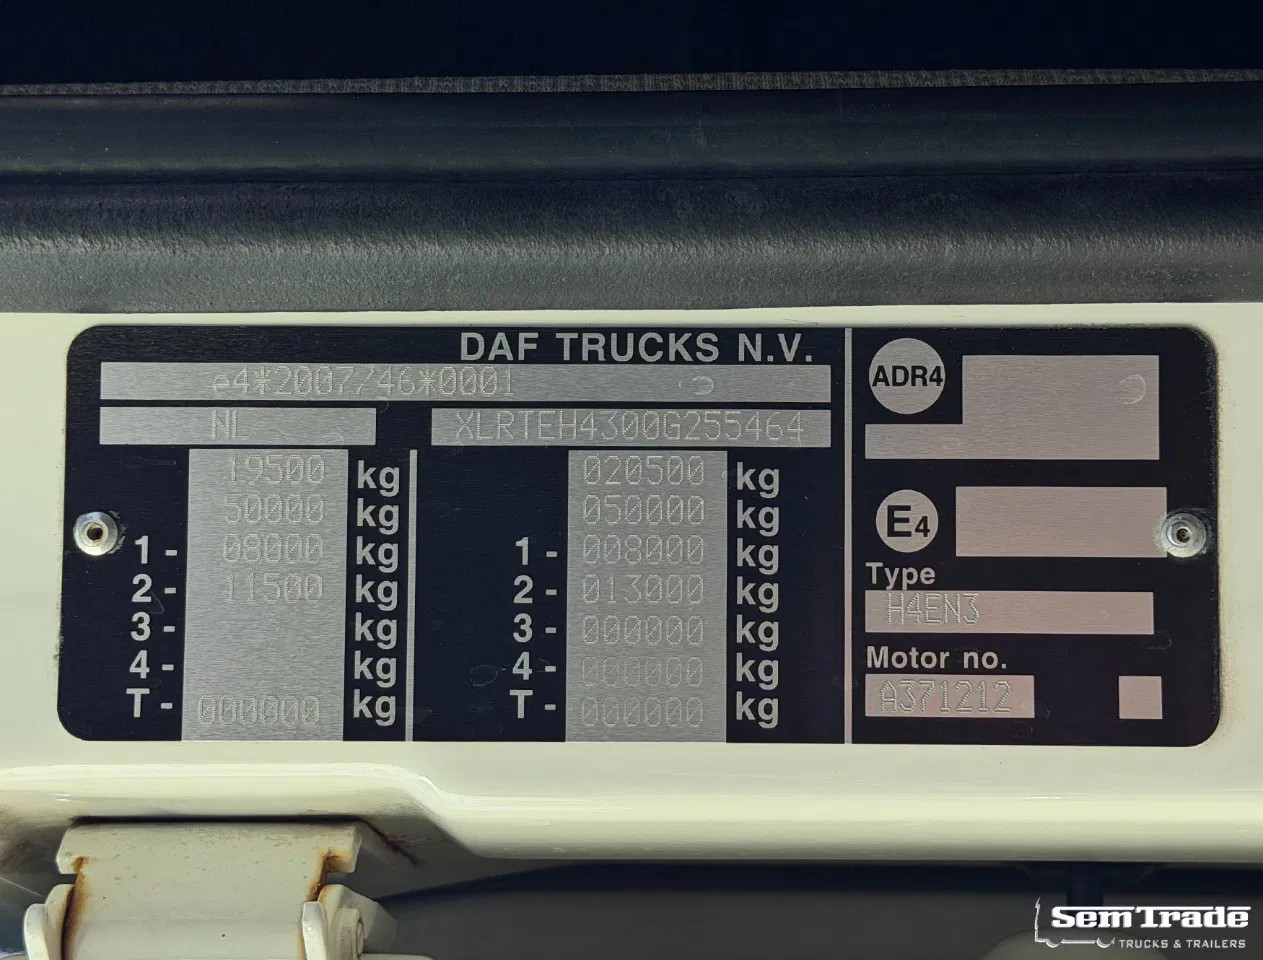 DAF TRUCKS N.V.
e4*2007/46*0001
NL XLRTEH4300G255464
19500 kg 020500 kg
50000 kg 050000 kg
1- 08000 kg 1- 008000 kg
2- 11500 kg 2- 013000 kg
3- kg 3- 000000 kg
4- kg 4- 000000 kg
T- 000000 kg T- 000000 kg
ADR4
E4
Type
H4EN3
Motor no.
A371212
SemTrade
TRUCKS & TRAILERS